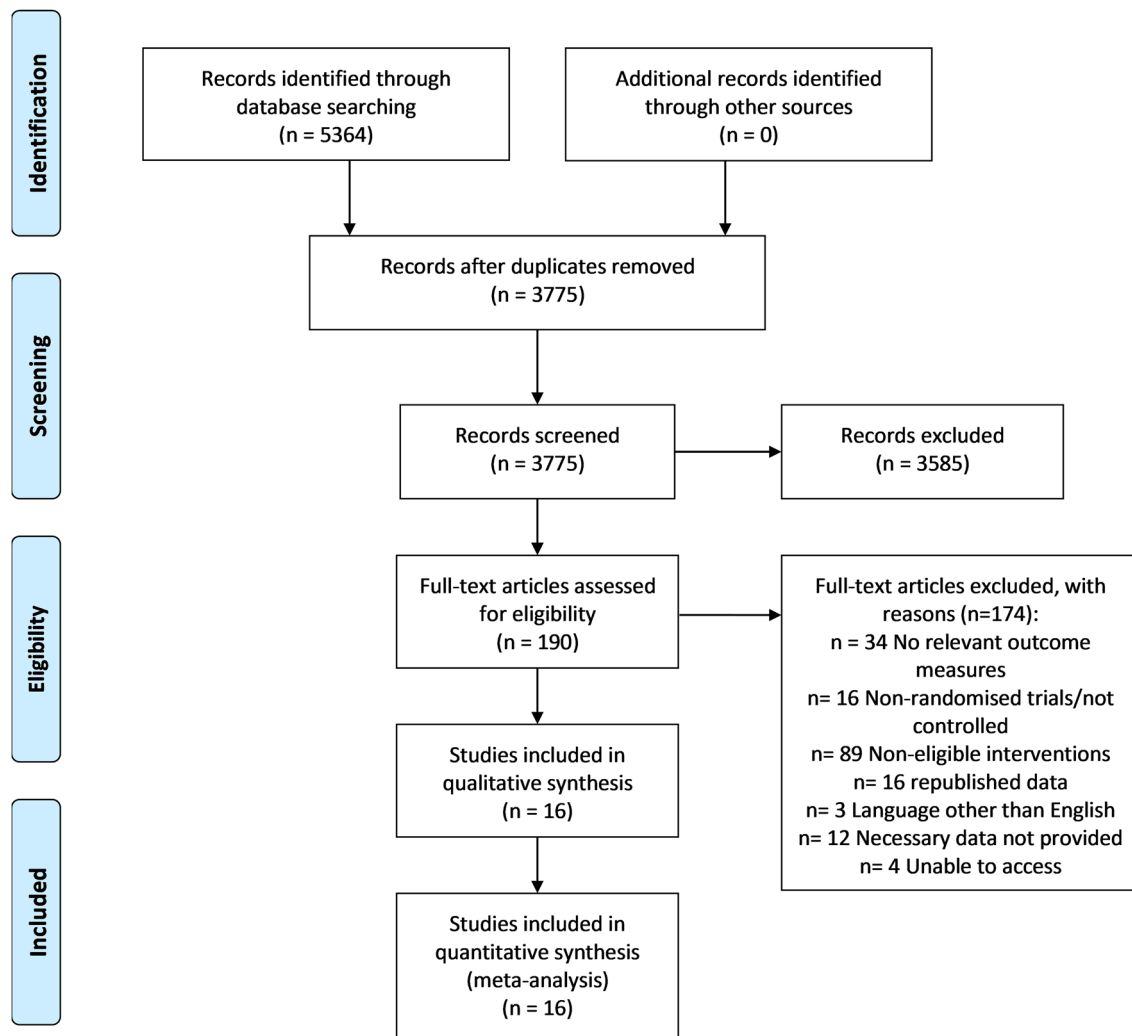 Identification
Records identified through
database searching
(n = 5364)
Additional records identified
through other sources
(n = 0)
Records after duplicates removed
(n = 3775)
Screening
Records screened
(n = 3775)
Records excluded
(n = 3585)
Eligibility
Full-text articles assessed
for eligibility
(n = 190)
Full-text articles excluded, with
reasons (n=174):
n = 34 No relevant outcome
measures
n= 16 Non-randomised trials/not
controlled
n= 89 Non-eligible interventions
n= 16 republished data
n= 3 Language other than English
n= 12 Necessary data not provided
n= 4 Unable to access
Studies included in
qualitative synthesis
(n = 16)
Included
Studies included in
quantitative synthesis
(meta-analysis)
(n = 16)